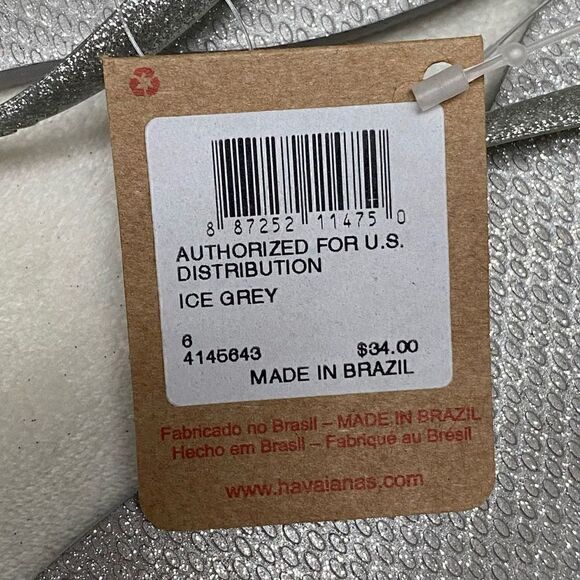 8 87252 11475 0
AUTHORIZED FOR U.S.
DISTRIBUTION
ICE GREY
6
4145643 $34.00
MADE IN BRAZIL
Fabricado no Brasil – MADE IN BRAZIL
Hecho em Brasil – Fabriqué au Brésil
www.havaianas.com